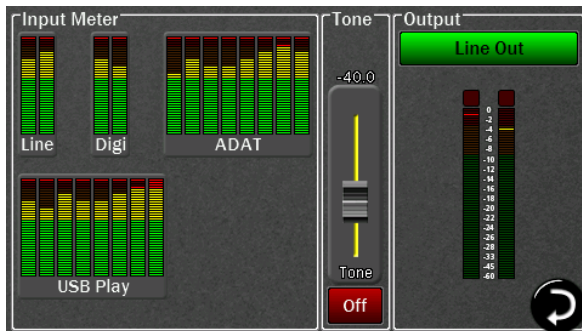 Input Meter
Tone
Output
Line Out
-40.0
Line
Digi
ADAT
0
-2
-4
-6
-8
-10
-12
-14
-16
-18
-20
-22
-24
-26
-28
-33
-45
-60
USB Play
Tone
Off